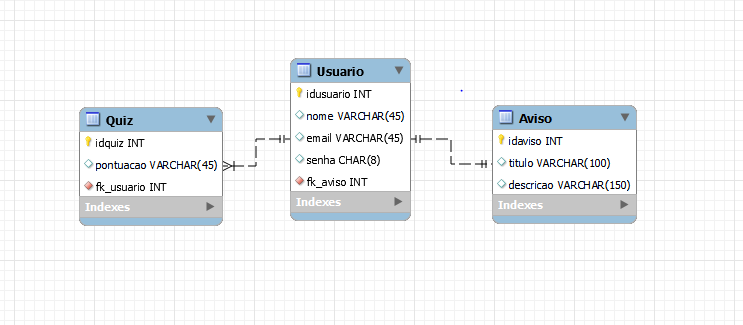 Quiz
idquiz INT
pontuacao VARCHAR(45)
fk_usuario INT
Indexes
Usuario
idusuario INT
nome VARCHAR(45)
email VARCHAR(45)
senha CHAR(8)
fk_aviso INT
Indexes
Aviso
idaviso INT
titulo VARCHAR(100)
descricao VARCHAR(150)
Indexes